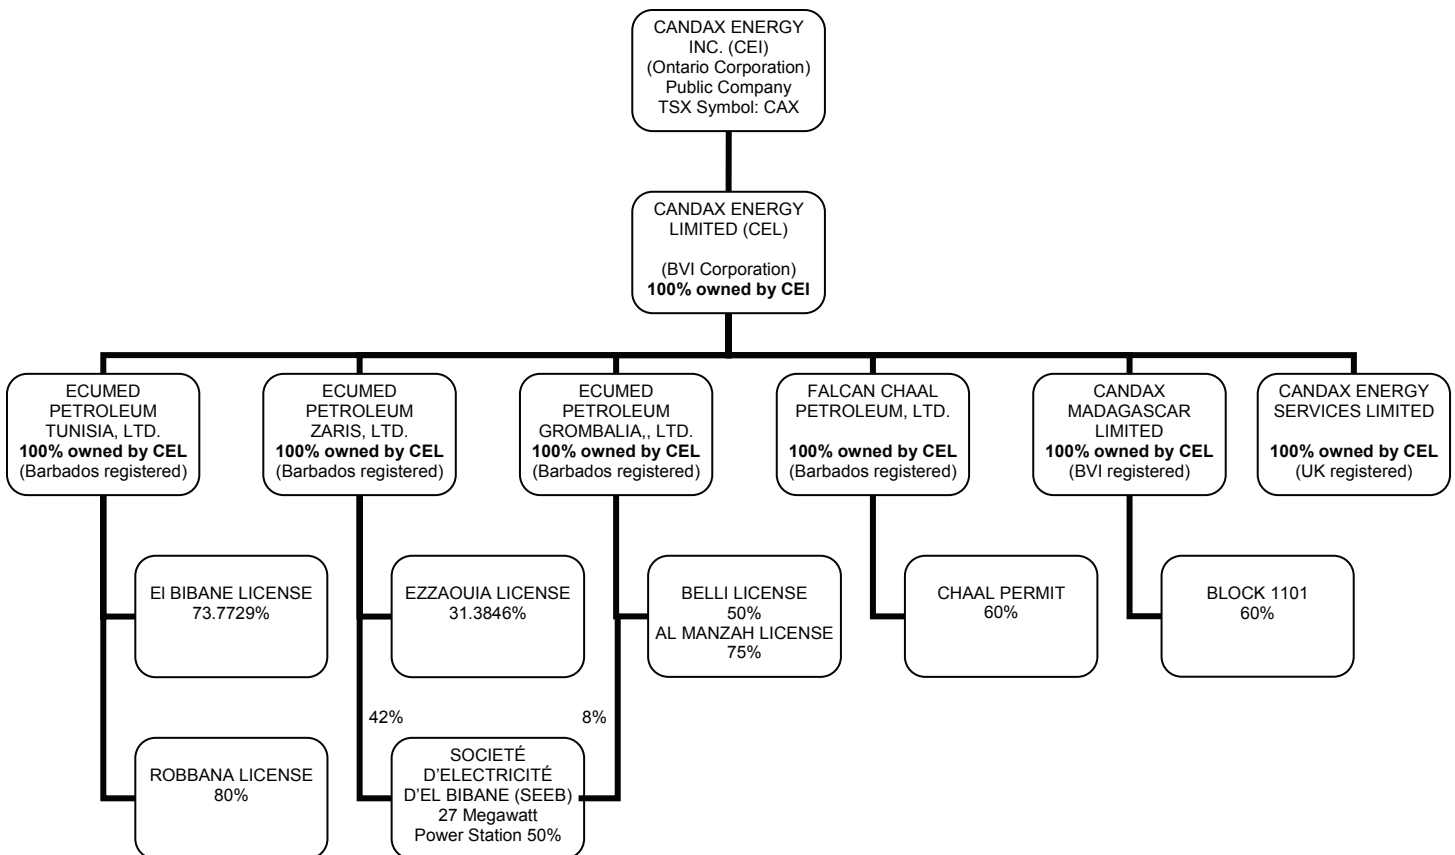 CANDAX ENERGY
INC. (CEI)
(Ontario Corporation)
Public Company
TSX Symbol: CAX
CANDAX ENERGY
LIMITED (CEL)
(BVI Corporation)
100% owned by CEI
ECUMED
PETROLEUM
TUNISIA, LTD.
100% owned by CEL
(Barbados registered)
ECUMED
PETROLEUM
ZARIS, LTD.
100% owned by CEL
(Barbados registered)
ECUMED
PETROLEUM
GROMBALIA,, LTD.
100% owned by CEL
(Barbados registered)
FALCAN CHAAL
PETROLEUM, LTD.
100% owned by CEL
(Barbados registered)
CANDAX
MADAGASCAR
LIMITED
100% owned by CEL
(BVI registered)
CANDAX ENERGY
SERVICES LIMITED
100% owned by CEL
(UK registered)
El BIBANE LICENSE
73.7729%
EZZAOUIA LICENSE
31.3846%
BELLI LICENSE
50%
AL MANZAH LICENSE
75%
CHAAL PERMIT
60%
BLOCK 1101
60%
42%
8%
ROBBANA LICENSE
80%
SOCIETÉ
D'ELECTRICITÉ
D'EL BIBANE (SEEB)
27 Megawatt
Power Station 50%